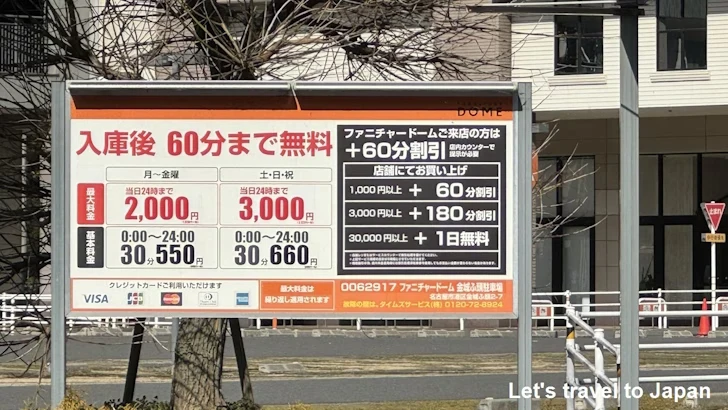 DOME
入庫後 60分まで無料
月〜金曜
土・日・祝
最大料金
当日24時まで
2,000円
当日24時まで
3,000円
基本料金
0:00〜24:00
30分550円
0:00〜24:00
30分660円
ファニチャードームご来店の方は
+60分割引
店内カウンターで
提示が必要
店舗にてお買い上げ
1,000円以上 + 60分割引
3,000円以上 + 180分割引
30,000円以上 + 1日無料
クレジットカードご利用いただけます
VISA JCB
最大料金は
繰り返し適用されます
0062917 ファニチャードーム 金城ふ頭駐車場
名古屋市港区金城ふ頭2-7
故障の際は、タイムズサービス(株) 0120-72-8924
止まれ
Let's travel to Japan